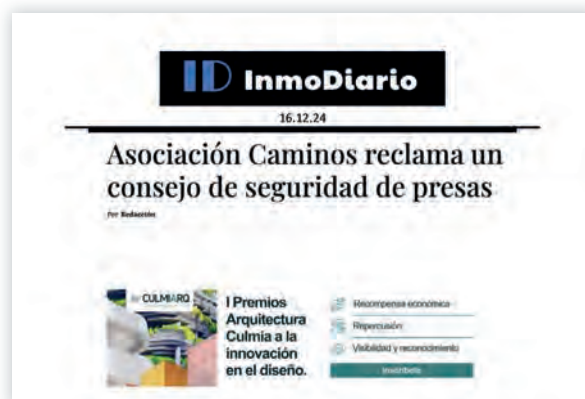 ID InmoDiario
16.12.24
Asociación Caminos reclama un
consejo de seguridad de presas
Por Redacción
CULMIARQ
I Premios
Arquitectura
Culmia a la
innovación
en el diseño.
Recompensa económica
Repercusión
Visibilidad y reconocimiento
Inscríbete